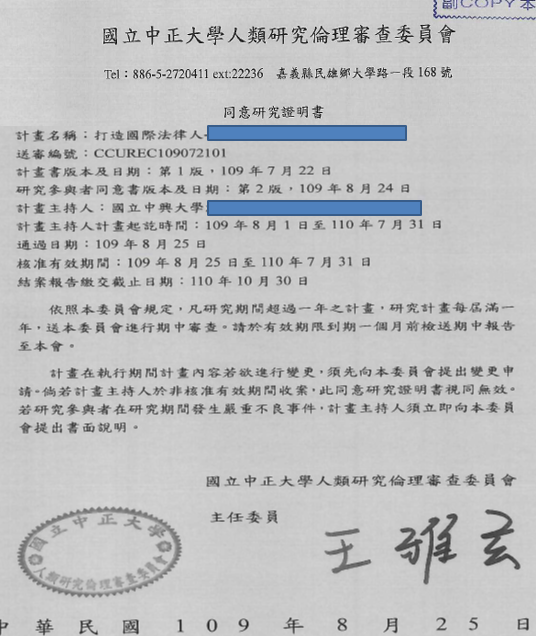 副COPY本
國立中正大學人類研究倫理審查委員會
Tel：886-5-2720411 ext:22236 嘉義縣民雄鄉大學路一段 168 號
同意研究證明書
計畫名稱：打造國際法律人-
送審編號：CCUREC109072101
計畫書版本及日期：第 1 版，109 年 7 月 22 日
研究參與者同意書版本及日期：第 2 版，109 年 8 月 24 日
計畫主持人：國立中興大學
計畫主持人計畫起訖時間：109 年 8 月 1 日至 110 年 7 月 31 日
通過日期：109 年 8 月 25 日
核准有效期間：109 年 8 月 25 日至 110 年 7 月 31 日
結案報告繳交截止日期：110 年 10 月 30 日
依照本委員會規定，凡研究期間超過一年之計畫，研究計畫每屆滿一
年，送本委員會進行期中審查。請於有效期限到期一個月前檢送期中報告
至本會。
計畫在執行期間計畫內容若欲進行變更，須先向本委員會提出變更申
請。倘若計畫主持人於非核准有效期間收案，此同意研究證明書視同無效。
若研究參與者在研究期間發生嚴重不良事件，計畫主持人須立即向本委員
會提出書面說明。
國立中正大學人類研究倫理審查委員會
主任委員
王雅玄
國立中正大學
人類研究倫理審查委員會
中華民國 109 年 8 月 25 日